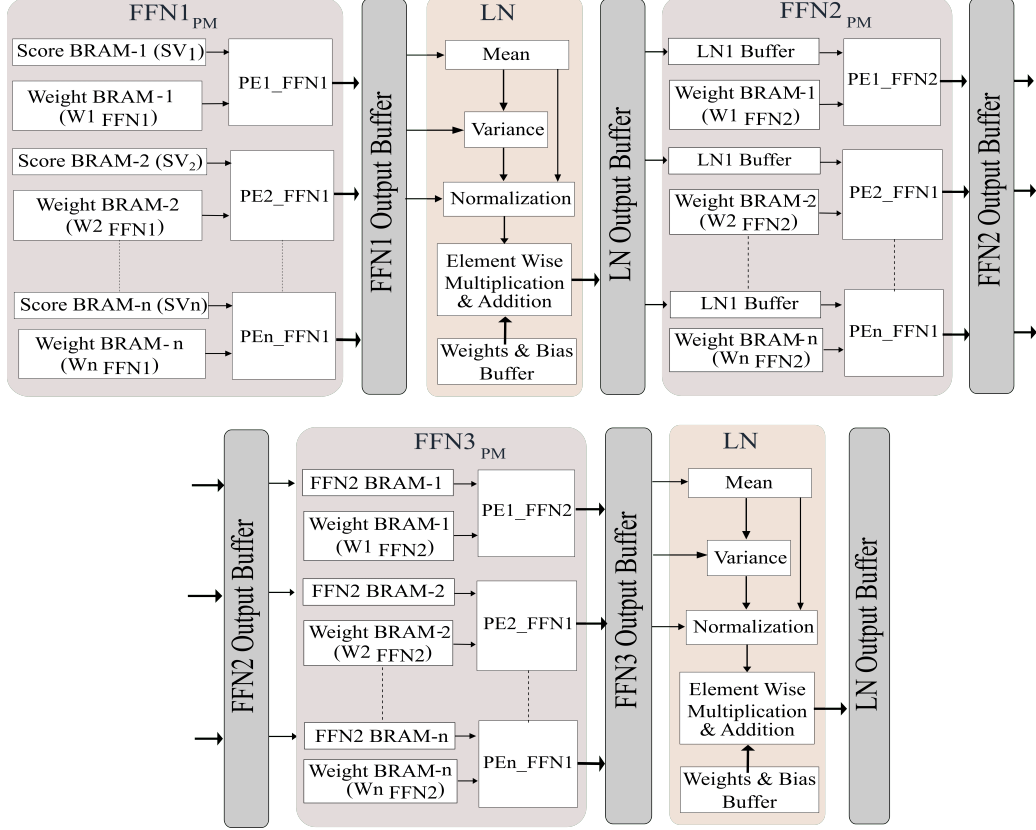 FFN1 PM
Score BRAM-1 (SV1)
Weight BRAM-1
(W1 FFN1)
PE1_FFN1
Score BRAM-2 (SV2)
Weight BRAM-2
(W2 FFN1)
PE2_FFN1
Score BRAM-n (SVn)
Weight BRAM-n
(Wn FFN1)
PEn_FFN1
FFN1 Output Buffer
LN
Mean
Variance
Normalization
Element Wise
Multiplication
& Addition
Weights & Bias
Buffer
LN Output Buffer
FFN2 PM
LN1 Buffer
Weight BRAM-1
(W1 FFN2)
PE1_FFN2
LN1 Buffer
Weight BRAM-2
(W2 FFN2)
PE2_FFN1
LN1 Buffer
Weight BRAM-n
(Wn FFN2)
PEn_FFN1
FFN2 Output Buffer
FFN2 Output Buffer
FFN3 PM
FFN2 BRAM-1
Weight BRAM-1
(W1 FFN2)
PE1_FFN2
FFN2 BRAM-2
Weight BRAM-2
(W2 FFN2)
PE2_FFN1
FFN2 BRAM-n
Weight BRAM-n
(Wn FFN2)
PEn_FFN1
FFN3 Output Buffer
LN
Mean
Variance
Normalization
Element Wise
Multiplication
& Addition
Weights & Bias
Buffer
LN Output Buffer